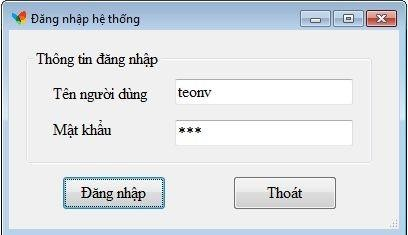 Đăng nhập hệ thống
Thông tin đăng nhập
Tên người dùng
teonv
Mật khẩu
***
Đăng nhập
Thoát